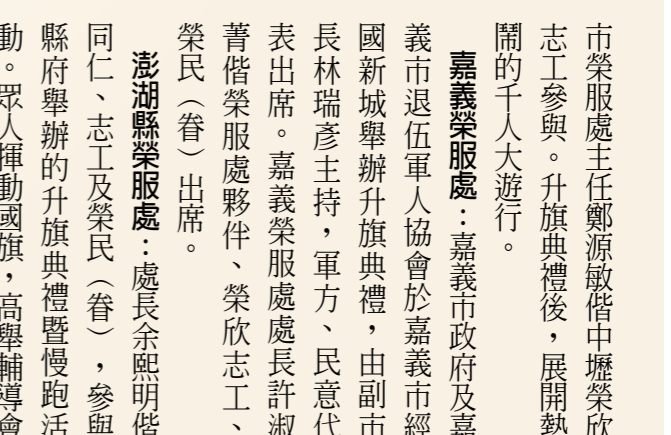 市榮服處主任鄭源敏偕中壢榮欣
志工參與。升旗典禮後，展開熱
鬧的千人大遊行。
嘉義榮服處：嘉義市政府及嘉
義市退伍軍人協會於嘉義市經
國新城舉辦升旗典禮，由副市
長林瑞彥主持，軍方、民意代
表出席。嘉義榮服處處長許淑
菁偕榮服處夥伴、榮欣志工、
榮民（眷）出席。
澎湖縣榮服處：處長余熙明偕
同仁、志工及榮民（眷），參與
縣府舉辦的升旗典禮暨慢跑活
動。眾人揮動國旗，高舉輔導會